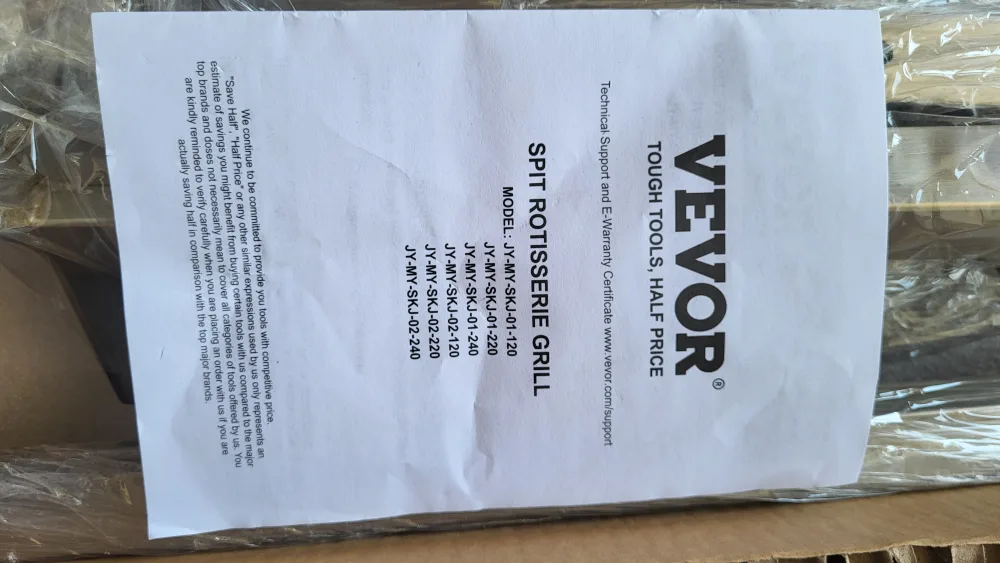 VEVOR®
TOUGH TOOLS, HALF PRICE
Technical Support and E-Warranty Certificate www.vevor.com/support
SPIT ROTISSERIE GRILL
MODEL: JY-MY-SKJ-01-120
JY-MY-SKJ-01-220
JY-MY-SKJ-01-240
JY-MY-SKJ-02-120
JY-MY-SKJ-02-220
JY-MY-SKJ-02-240
We continue to be committed to provide you tools with competitive price.
"Save Half", "Half Price" or any other similar expressions used by us only represents an
estimate of savings you might benefit from buying certain tools with us compared to the major
top brands and doses not necessarily mean to cover all categories of tools offered by us. You
are kindly reminded to verify carefully when you are placing an order with us if you are
actually saving half in comparison with the top major brands.